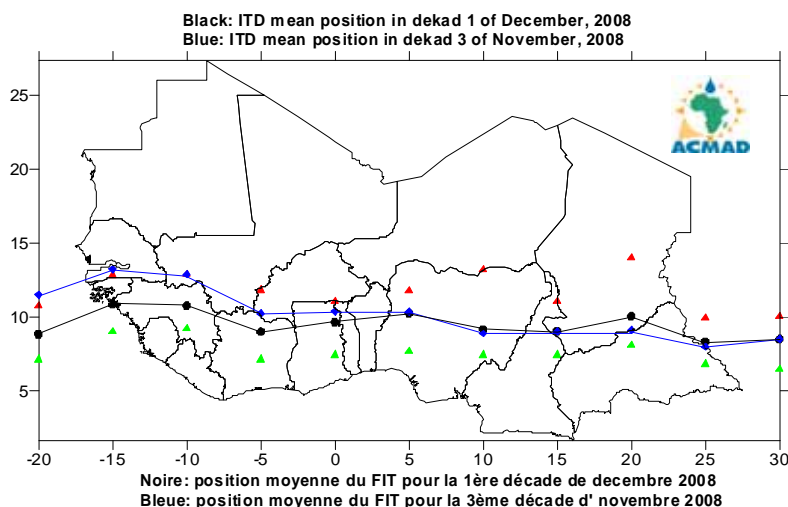 Black: ITD mean position in dekad 1 of December, 2008
Blue: ITD mean position in dekad 3 of November, 2008
25
20
15
10
5
ACMAD
-20 -15 -10 -5 0 5 10 15 20 25 30
Noire: position moyenne du FIT pour la 1ère décade de decembre 2008
Bleue: position moyenne du FIT pour la 3ème décade d' novembre 2008